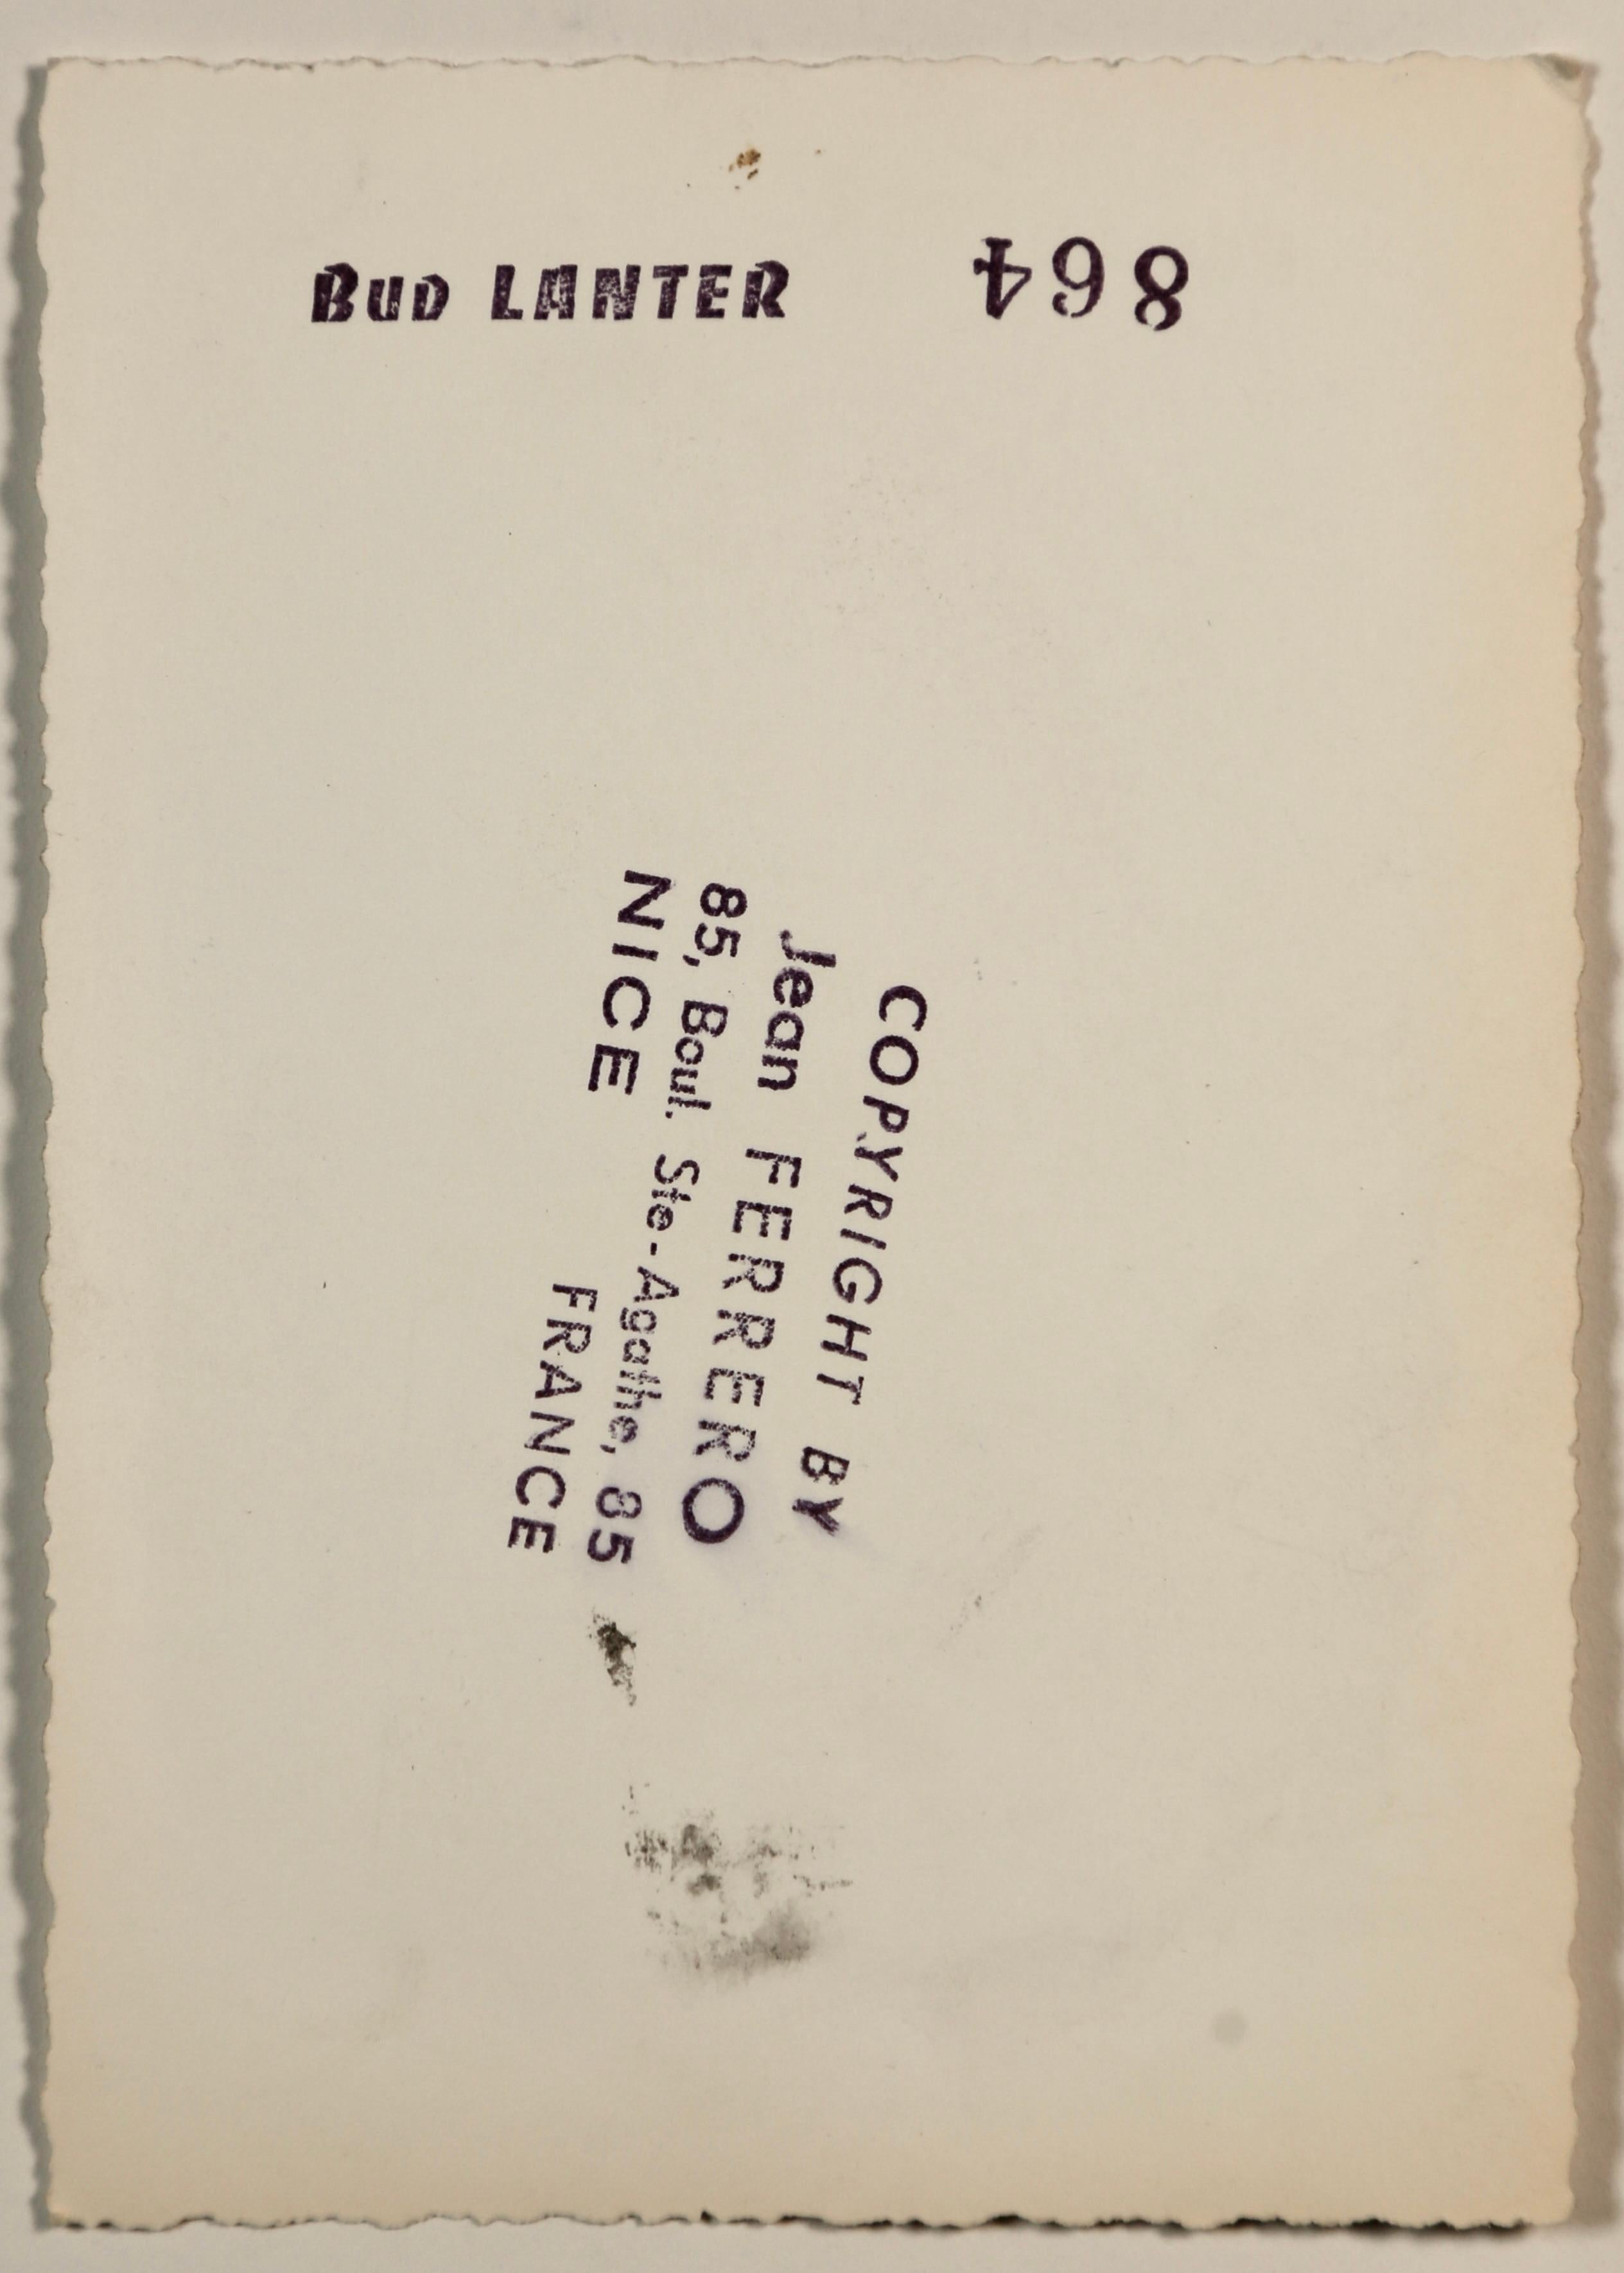 Bud LANTER
864
COPYRIGHT BY
Jean FERRERO
85, Boul. Ste-Agathe, 85
NICE
FRANCE